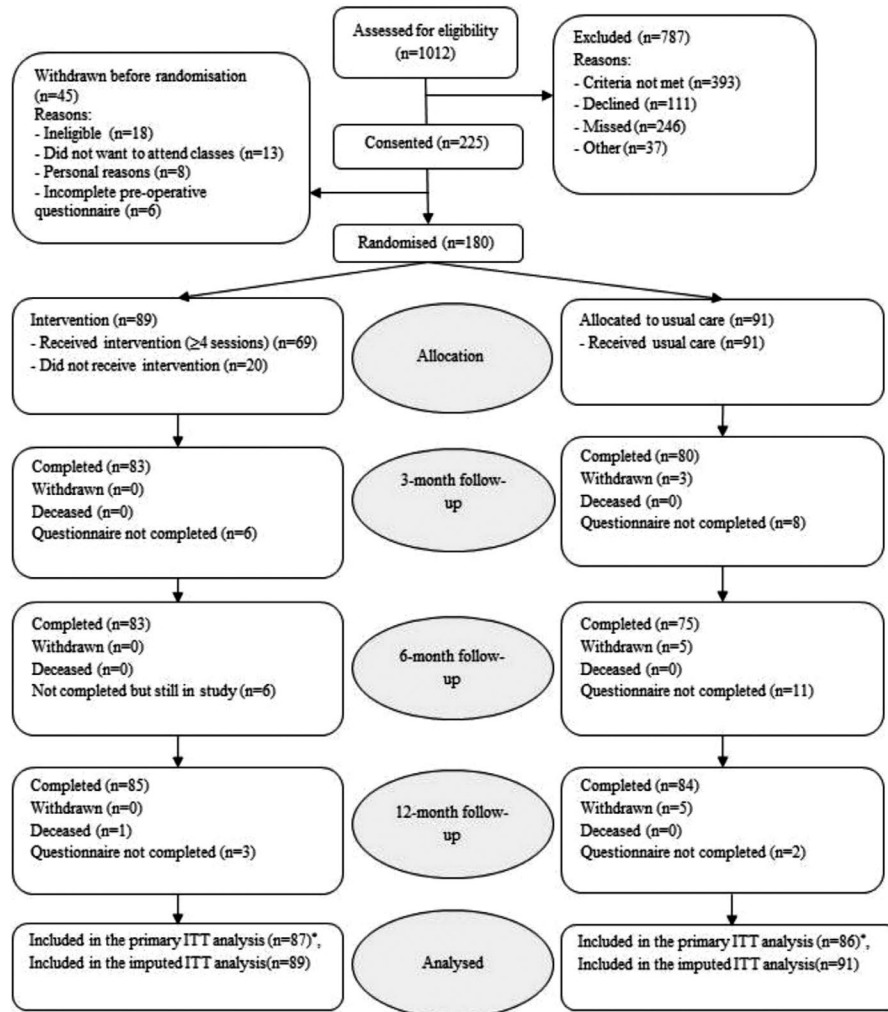 Assessed for eligibility
(n=1012)
Excluded (n=787)
Reasons:
- Criteria not met (n=393)
- Declined (n=111)
- Missed (n=246)
- Other (n=37)
Withdrawn before randomisation
(n=45)
Reasons:
- Ineligible (n=18)
- Did not want to attend classes (n=13)
- Personal reasons (n=8)
- Incomplete pre-operative
questionnaire (n=6)
Consented (n=225)
Randomised (n=180)
Intervention (n=89)
- Received intervention (≥4 sessions) (n=69)
- Did not receive intervention (n=20)
Allocation
Allocated to usual care (n=91)
- Received usual care (n=91)
Completed (n=83)
Withdrawn (n=0)
Deceased (n=0)
Questionnaire not completed (n=6)
3-month follow-
up
Completed (n=80)
Withdrawn (n=3)
Deceased (n=0)
Questionnaire not completed (n=8)
Completed (n=83)
Withdrawn (n=0)
Deceased (n=0)
Not completed but still in study (n=6)
6-month follow-
up
Completed (n=75)
Withdrawn (n=5)
Deceased (n=0)
Questionnaire not completed (n=11)
Completed (n=85)
Withdrawn (n=0)
Deceased (n=1)
Questionnaire not completed (n=3)
12-month follow-
up
Completed (n=84)
Withdrawn (n=5)
Deceased (n=0)
Questionnaire not completed (n=2)
Included in the primary ITT analysis (n=87)*,
Included in the imputed ITT analysis(n=89)
Analysed
Included in the primary ITT analysis (n=86)*,
Included in the imputed ITT analysis(n=91)